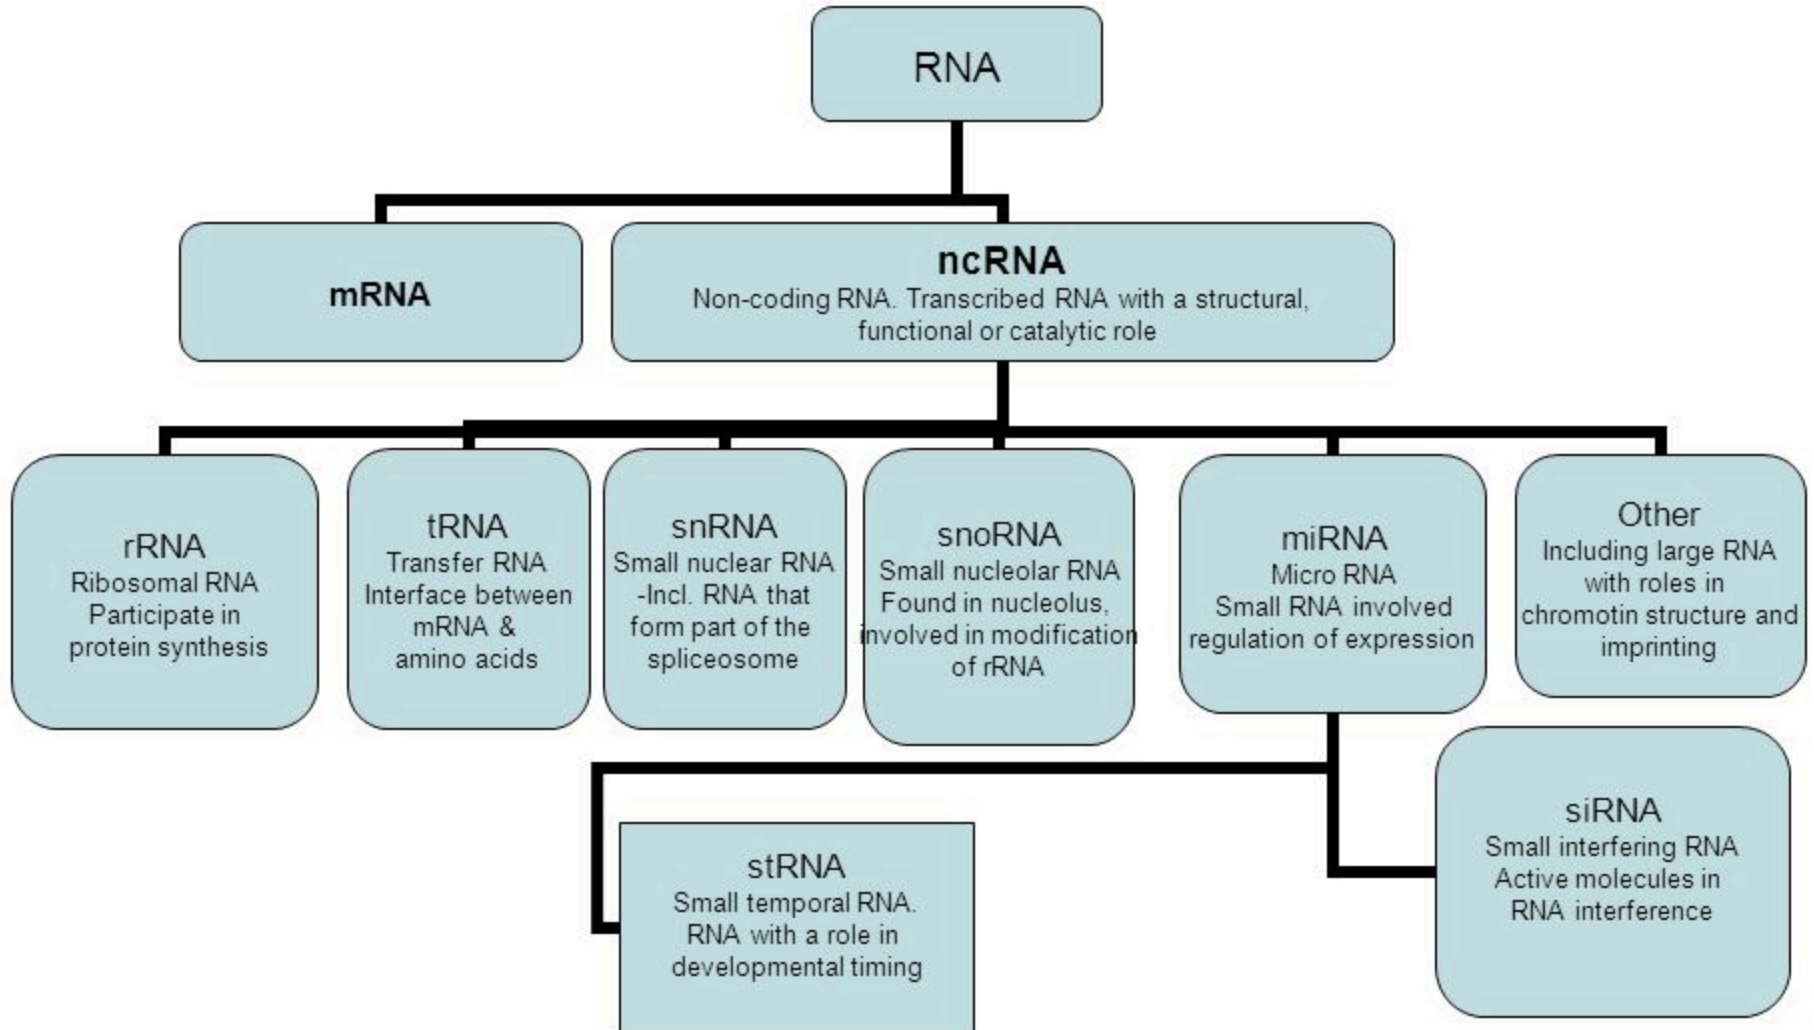 RNA
mRNA
ncRNA
Non-coding RNA. Transcribed RNA with a structural,
functional or catalytic role
rRNA
Ribosomal RNA
Participate in
protein synthesis
tRNA
Transfer RNA
Interface between
mRNA &
amino acids
snRNA
Small nuclear RNA
-Incl. RNA that
form part of the
spliceosome
snoRNA
Small nucleolar RNA
Found in nucleolus,
involved in modification
of rRNA
miRNA
Micro RNA
Small RNA involved
regulation of expression
Other
Including large RNA
with roles in
chromotin structure and
imprinting
stRNA
Small temporal RNA.
RNA with a role in
developmental timing
siRNA
Small interfering RNA
Active molecules in
RNA interference